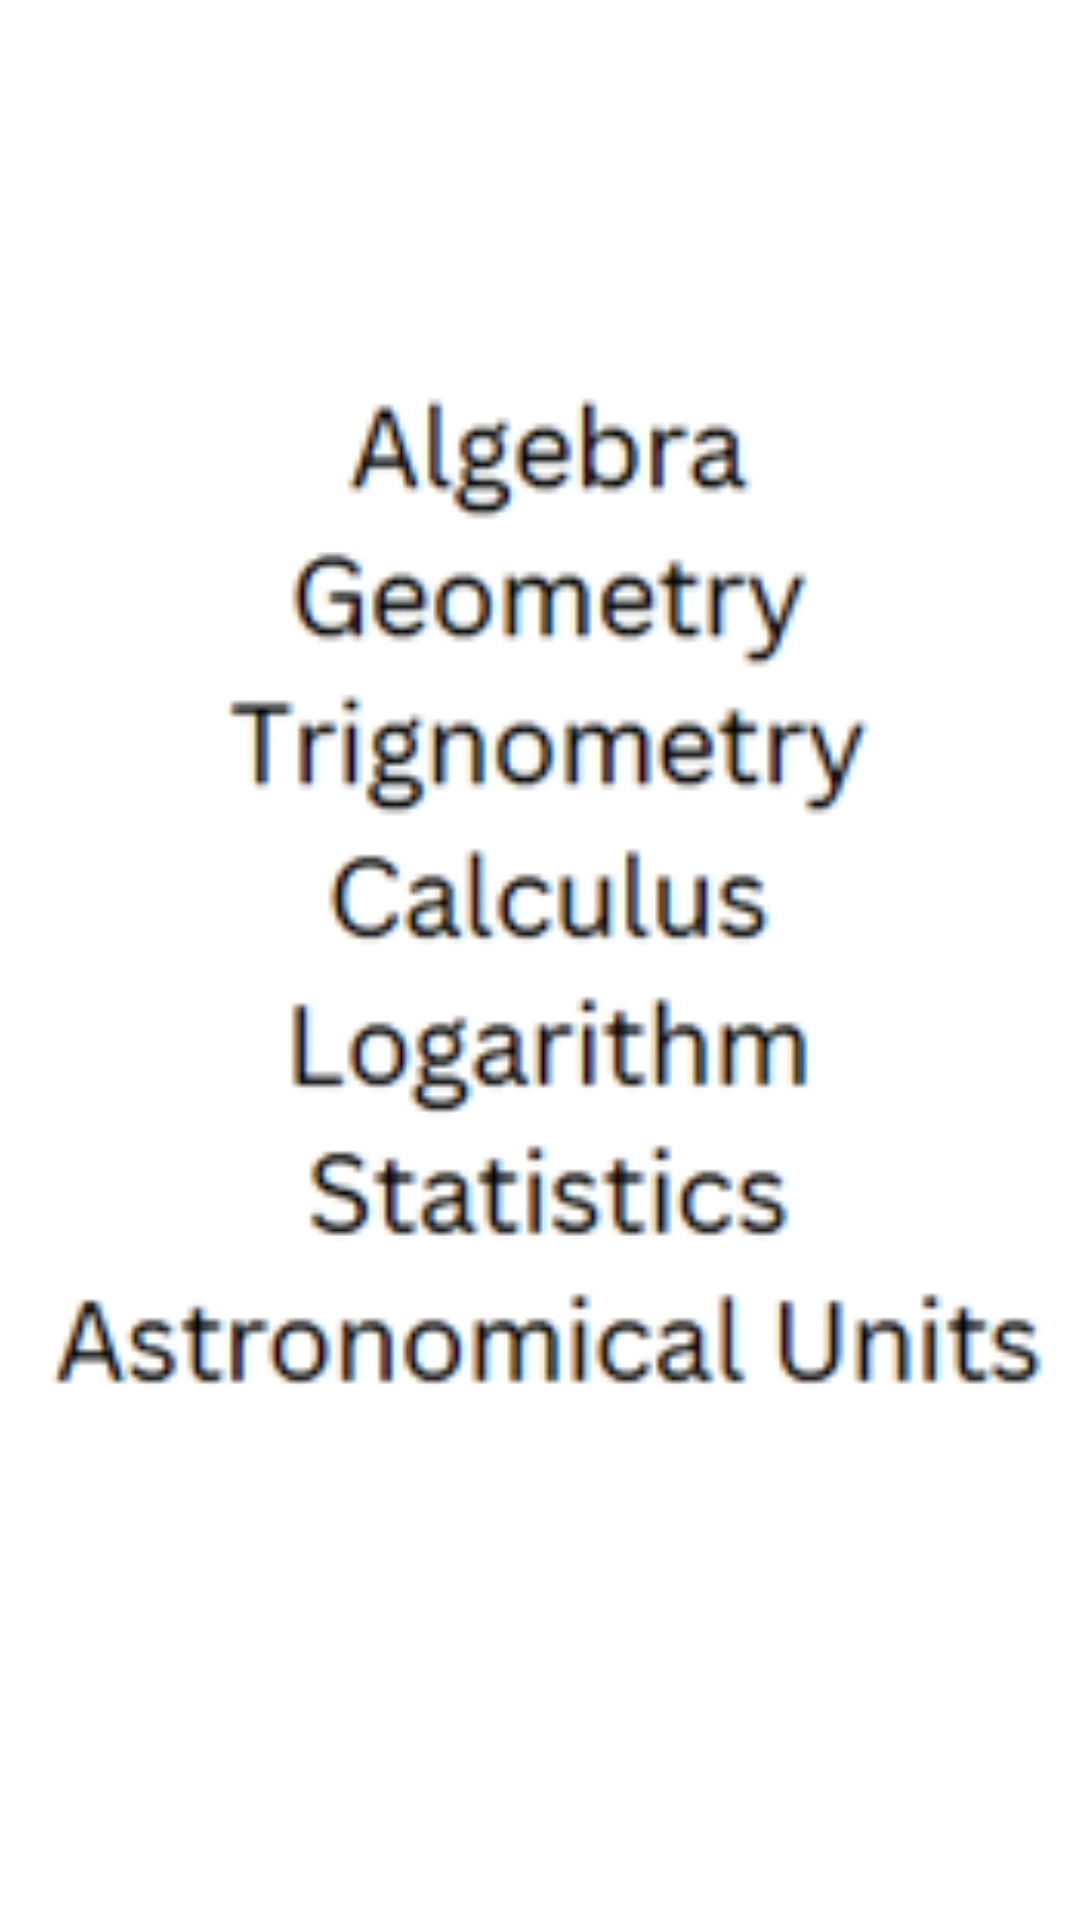 Algebra
Geometry
Trignometry
Calculus
Logarithm
Statistics
Astronomical Units